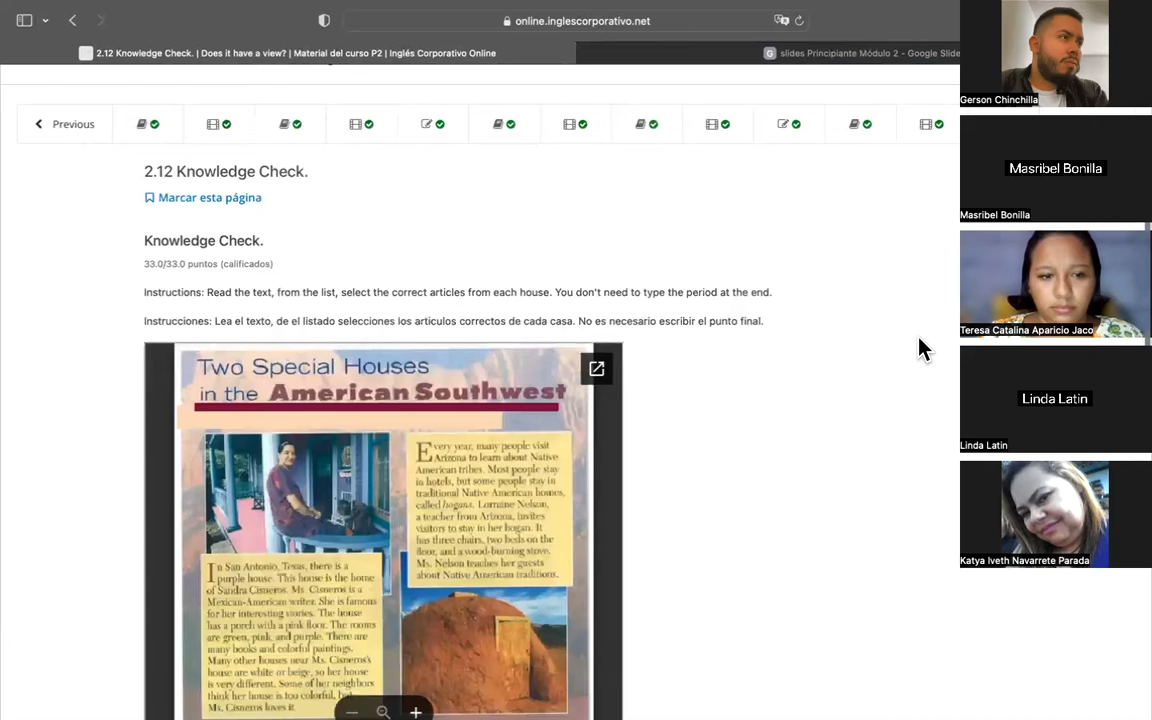 online.inglescorporativo.net
2.12 Knowledge Check. | Does it have a view? | Material del curso P2 | Inglés Corporativo Online
G slides Principiante Módulo 2 - Google Slide
Previous
2.12 Knowledge Check.
Marcar esta página
Knowledge Check.
33.0/33.0 puntos (calificados)
Instructions: Read the text, from the list, select the correct articles from each house. You don't need to type the period at the end.
Instrucciones: Lea el texto, de el listado selecciones los articulos correctos de cada casa. No es necesario escribir el punto final.
Two Special Houses
in the American Southwest
Every year, many people visit
Arizona to learn about Native
American tribes. Most people stay
in hotels, but some people stay in
traditional Native American homes,
called hogans. Lorraine Nelson,
a teacher from Arizona, invites
visitors to stay in her hogan. It
has three chairs, two beds on the
floor, and a wood-burning stove.
Ms. Nelson teaches her guests
about Native American traditions.
In San Antonio, Texas, there is a
purple house. This house is the home
of Sandra Cisneros. Ms. Cisneros is a
Mexican-American writer. She is famous
for her interesting stories. The house
has a porch with a pink floor. The rooms
are green, pink, and purple. There are
many books and colorful paintings.
Many other houses near Ms. Cisneros's
house are white or beige, so her house
is very different. Some of her neighbors
think her house is too colorful,
Ms. Cisneros loves it
Gerson Chinchilla
Masribel Bonilla
Masribel Bonilla
Teresa Catalina Aparicio Jaco
Linda Latin
Linda Latin
Katya Iveth Navarrete Parada